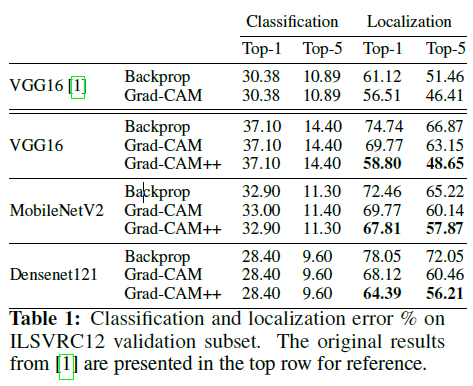 Classification Localization
Top-1 Top-5 Top-1 Top-5
VGG16 [1] Backprop 30.38 10.89 61.12 51.46
Grad-CAM 30.38 10.89 56.51 46.41
VGG16 Backprop 37.10 14.40 74.74 66.87
Grad-CAM 37.10 14.40 69.77 63.15
Grad-CAM++ 37.10 14.40 58.80 48.65
MobileNetV2 Backprop 32.90 11.30 72.46 65.22
Grad-CAM 33.00 11.40 69.77 60.14
Grad-CAM++ 32.90 11.30 67.81 57.87
Densenet121 Backprop 28.40 9.60 78.05 72.05
Grad-CAM 28.40 9.60 68.12 60.46
Grad-CAM++ 28.40 9.60 64.39 56.21
Table 1: Classification and localization error % on
ILSVRC12 validation subset. The original results
from [1] are presented in the top row for reference.